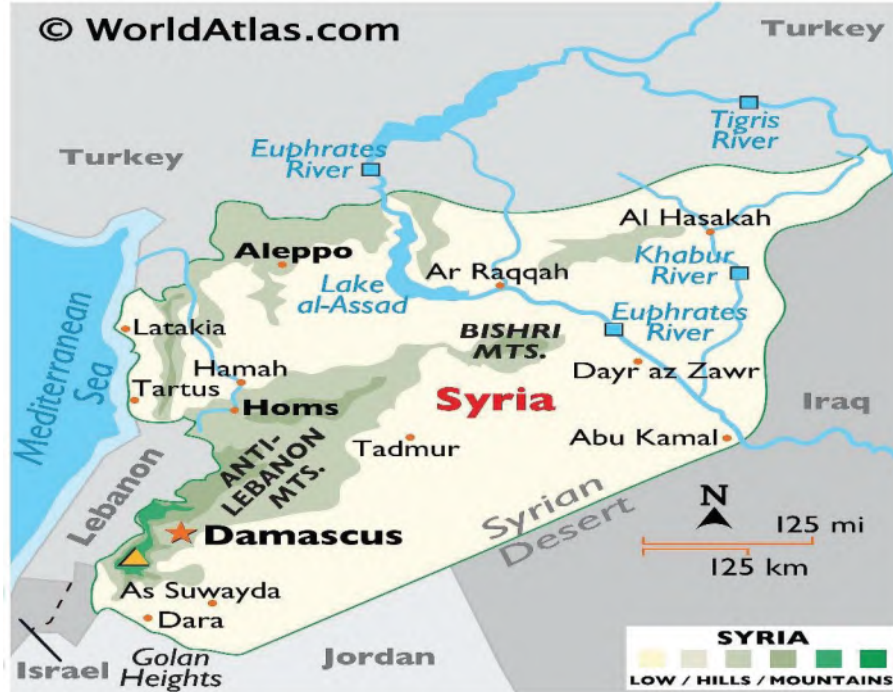 © WorldAtlas.com
Turkey
Turkey
Euphrates
River
Tigris
River
Aleppo
Al Hasakah
Khabur
River
Lake
al-Assad
Ar Raqqah
Mediterranean
Sea
Latakia
Euphrates
River
BISHRI
MTS.
Hamah
Tartus
Homs
Dayr az Zawr
Syria
Iraq
Tadmur
Abu Kamal
ANTI-
LEBANON
MTS.
Lebanon
Syrian
Desert
N
125 mi
125 km
Damascus
As Suwayda
Dara
Israel
Golan
Heights
Jordan
SYRIA
LOW / HILLS / MOUNTAINS